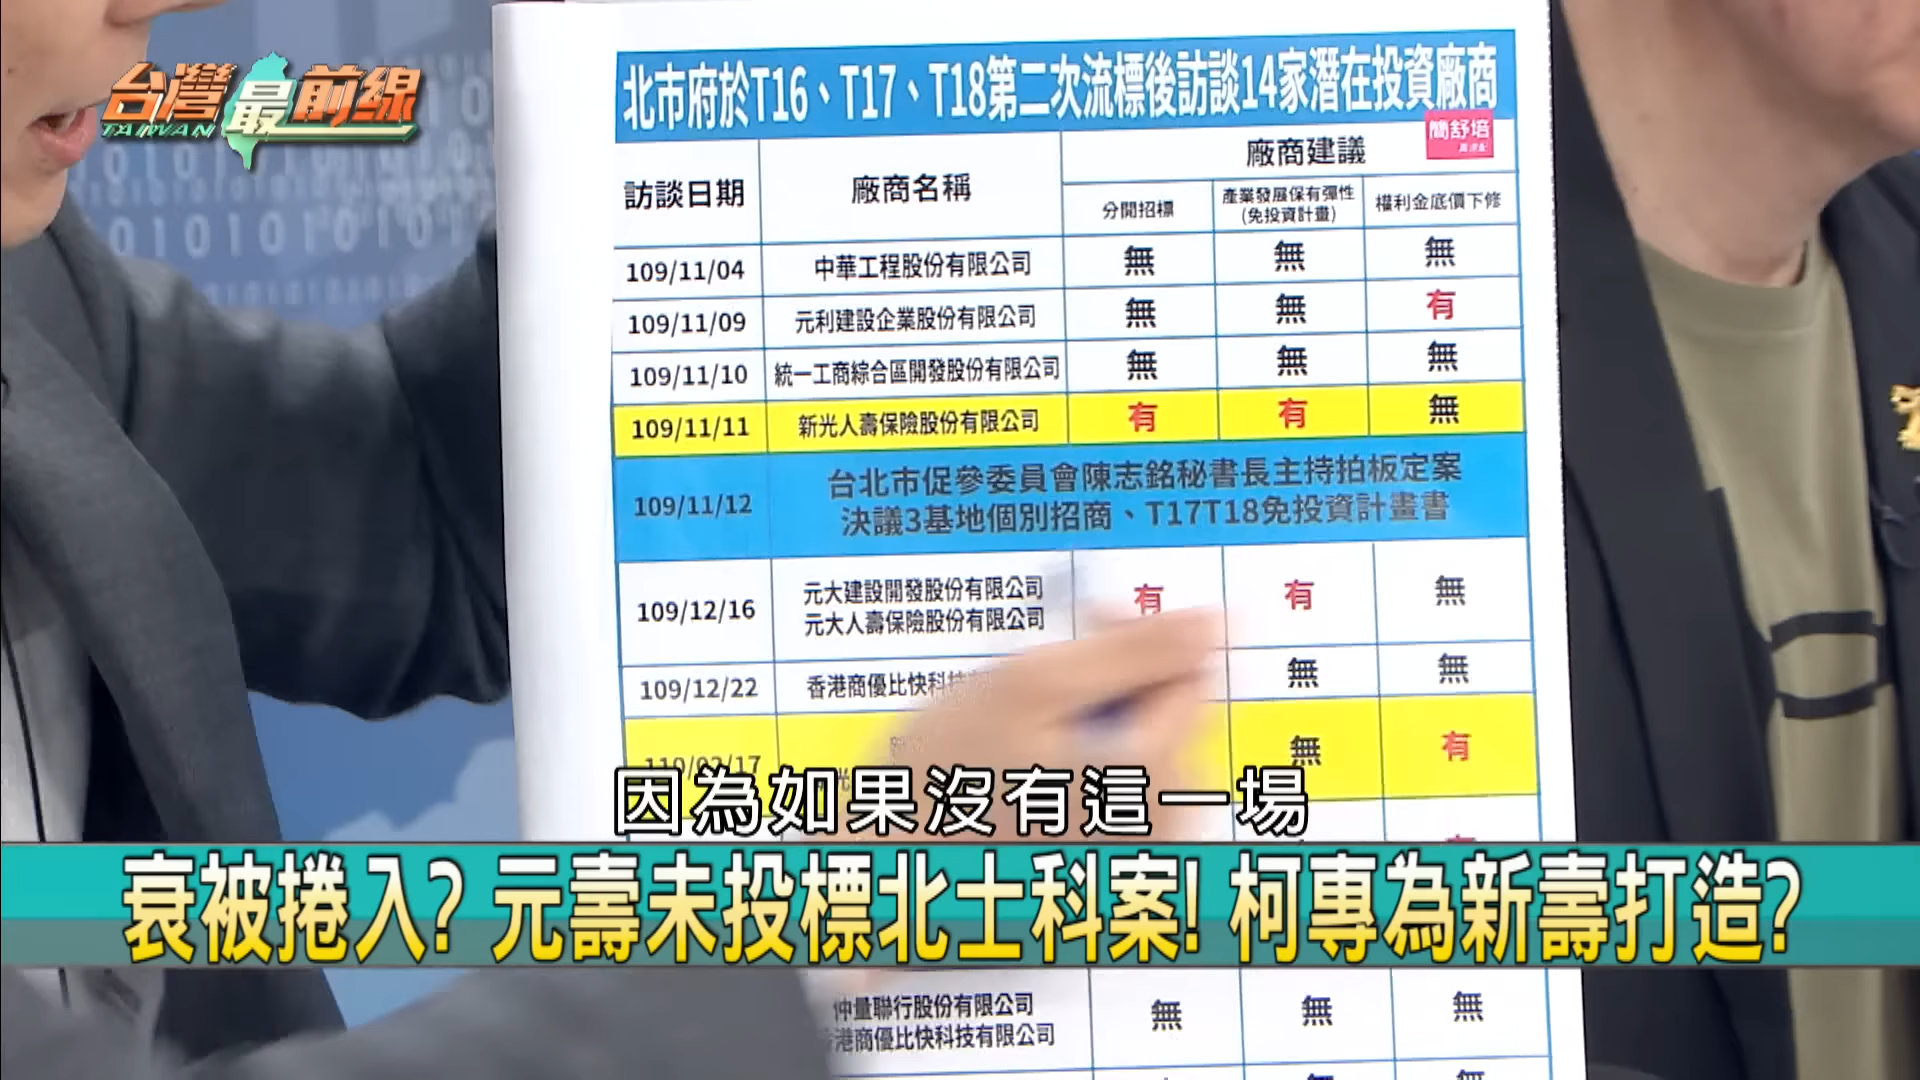 台灣最前線
TAIWAN
北市府於T16、T17、T18第二次流標後訪談14家潛在投資廠商
簡舒培
訪談日期 廠商名稱 廠商建議
分開招標 產業發展保有彈性(免投資計畫) 權利金底價下修
109/11/04 中華工程股份有限公司 無 無 無
109/11/09 元利建設企業股份有限公司 無 無 有
109/11/10 統一工商綜合區開發股份有限公司 無 無 無
109/11/11 新光人壽保險股份有限公司 有 有 無
109/11/12 台北市促參委員會陳志銘秘書長主持拍板定案
決議3基地個別招商、T17T18免投資計畫書
109/12/16 元大建設開發股份有限公司 有 有 無
元大人壽保險股份有限公司
109/12/22 香港商優比快科技 無 無
110/02/17 無 有
因為如果沒有這一場
衰被捲入? 元壽未投標北士科案! 柯專為新壽打造?
仲量聯行股份有限公司 無 無 無
香港商優比快科技有限公司